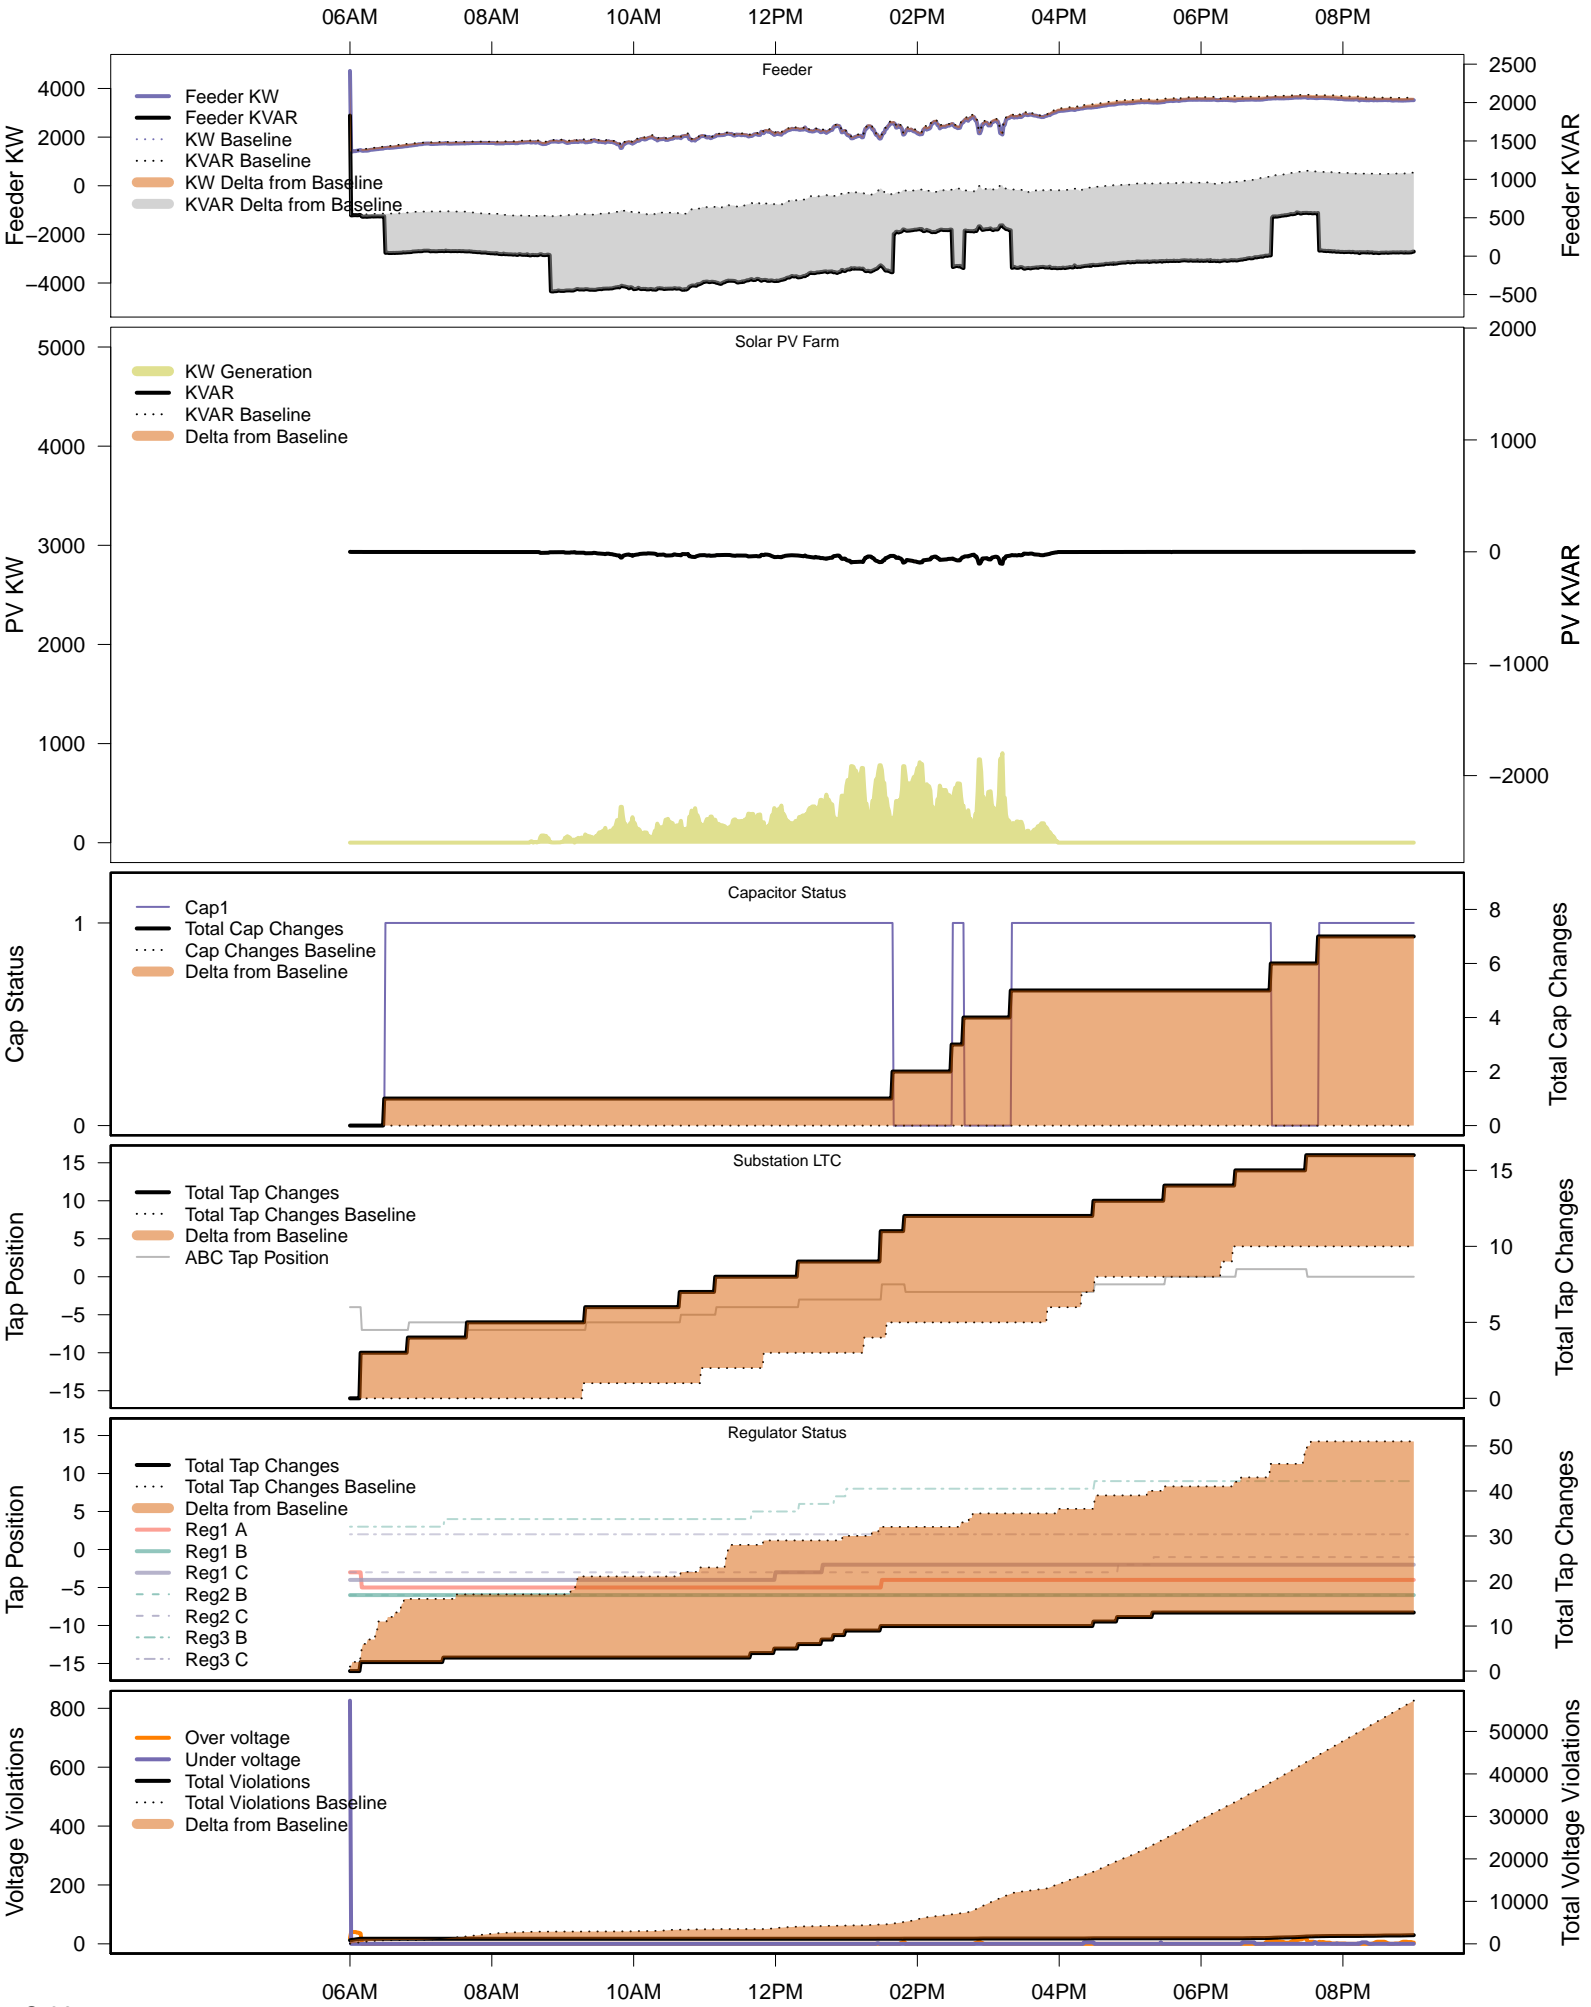 06AM 08AM 10AM 12PM 02PM 04PM 06PM 08PM
Feeder
Feeder KW
Feeder KVAR
KW Baseline
KVAR Baseline
KW Delta from Baseline
KVAR Delta from Baseline
4000
2000
0
−2000
−4000
Feeder KW
2500
2000
1500
1000
500
0
−500
Feeder KVAR
Solar PV Farm
KW Generation
KVAR
KVAR Baseline
Delta from Baseline
5000
4000
3000
2000
1000
0
PV KW
2000
1000
0
−1000
−2000
PV KVAR
Capacitor Status
Cap1
Total Cap Changes
Cap Changes Baseline
Delta from Baseline
1
0
Cap Status
8
6
4
2
0
Total Cap Changes
Substation LTC
Total Tap Changes
Total Tap Changes Baseline
Delta from Baseline
ABC Tap Position
15
10
5
0
−5
−10
−15
Tap Position
15
10
5
0
Total Tap Changes
Regulator Status
Total Tap Changes
Total Tap Changes Baseline
Delta from Baseline
Reg1 A
Reg1 B
Reg1 C
Reg2 B
Reg2 C
Reg3 B
Reg3 C
15
10
5
0
−5
−10
−15
Tap Position
50
40
30
20
10
0
Total Tap Changes
Over voltage
Under voltage
Total Violations
Total Violations Baseline
Delta from Baseline
800
600
400
200
0
Voltage Violations
50000
40000
30000
20000
10000
0
Total Voltage Violations
06AM 08AM 10AM 12PM 02PM 04PM 06PM 08PM